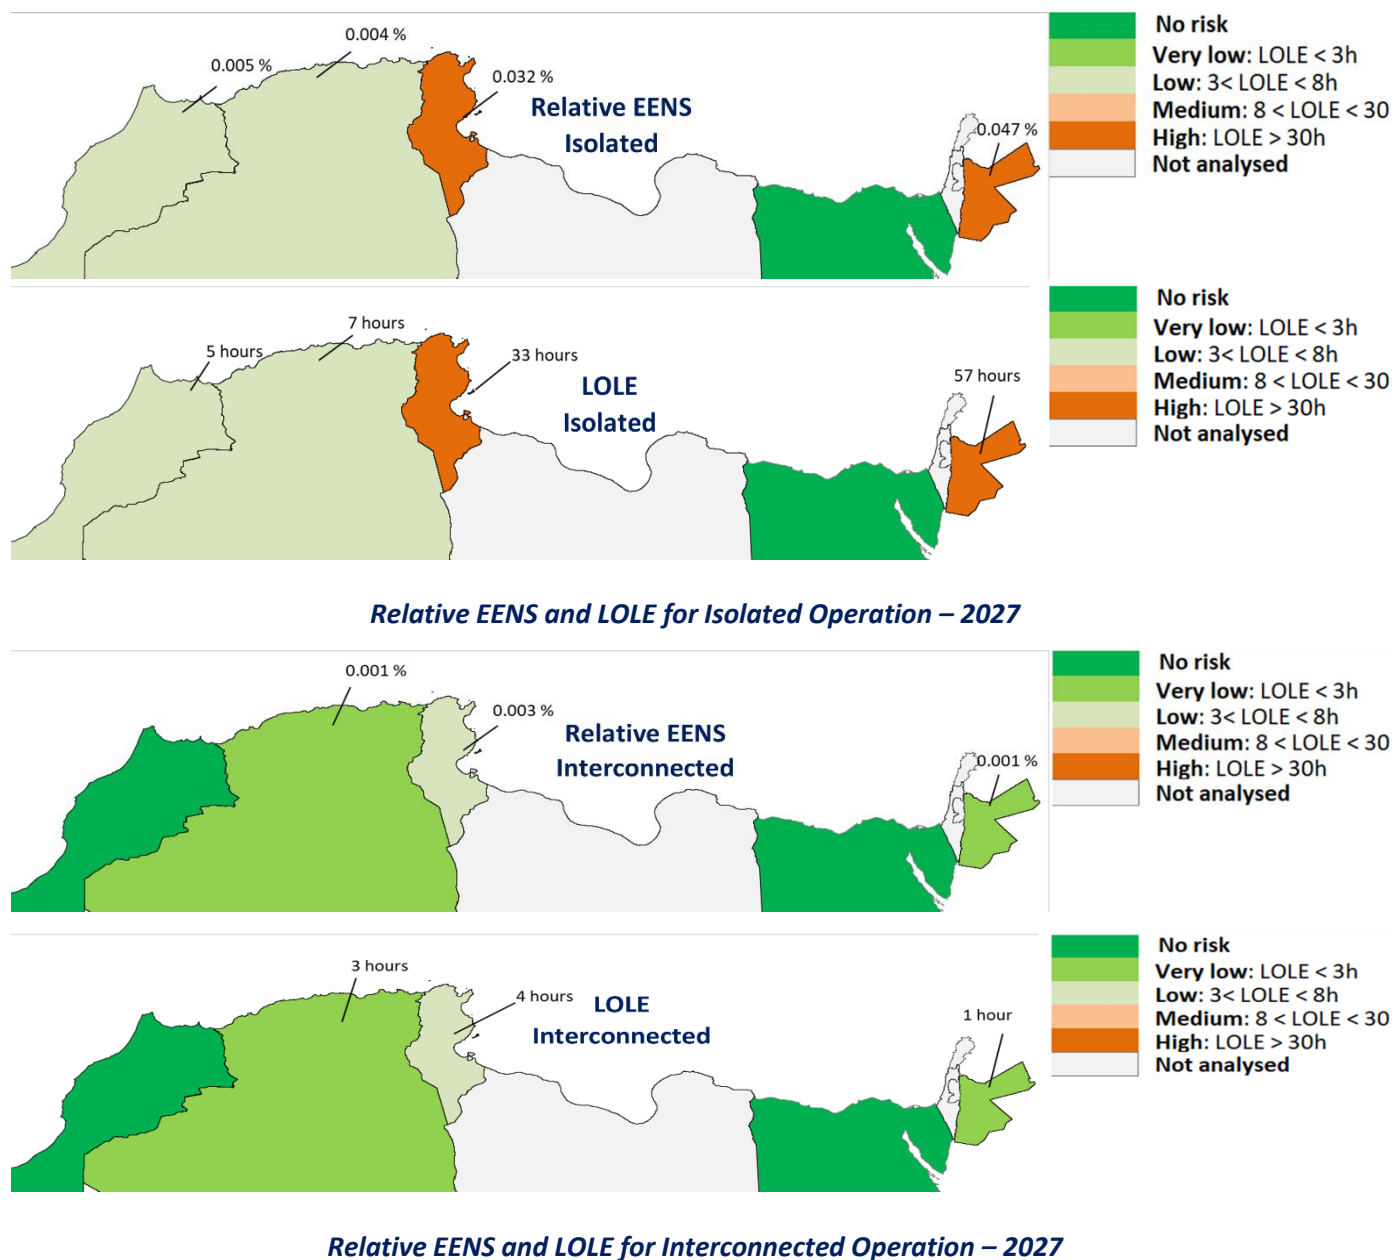 0.004 %
0.005 %
0.032 %
Relative EENS
Isolated
0.047 %
No risk
Very low: LOLE < 3h
Low: 3< LOLE < 8h
Medium: 8 < LOLE < 30
High: LOLE > 30h
Not analysed
7 hours
5 hours
33 hours
LOLE
Isolated
57 hours
No risk
Very low: LOLE < 3h
Low: 3< LOLE < 8h
Medium: 8 < LOLE < 30
High: LOLE > 30h
Not analysed
Relative EENS and LOLE for Isolated Operation – 2027
0.001 %
0.003 %
Relative EENS
Interconnected
0.001 %
No risk
Very low: LOLE < 3h
Low: 3< LOLE < 8h
Medium: 8 < LOLE < 30
High: LOLE > 30h
Not analysed
3 hours
4 hours
LOLE
Interconnected
1 hour
No risk
Very low: LOLE < 3h
Low: 3< LOLE < 8h
Medium: 8 < LOLE < 30
High: LOLE > 30h
Not analysed
Relative EENS and LOLE for Interconnected Operation – 2027